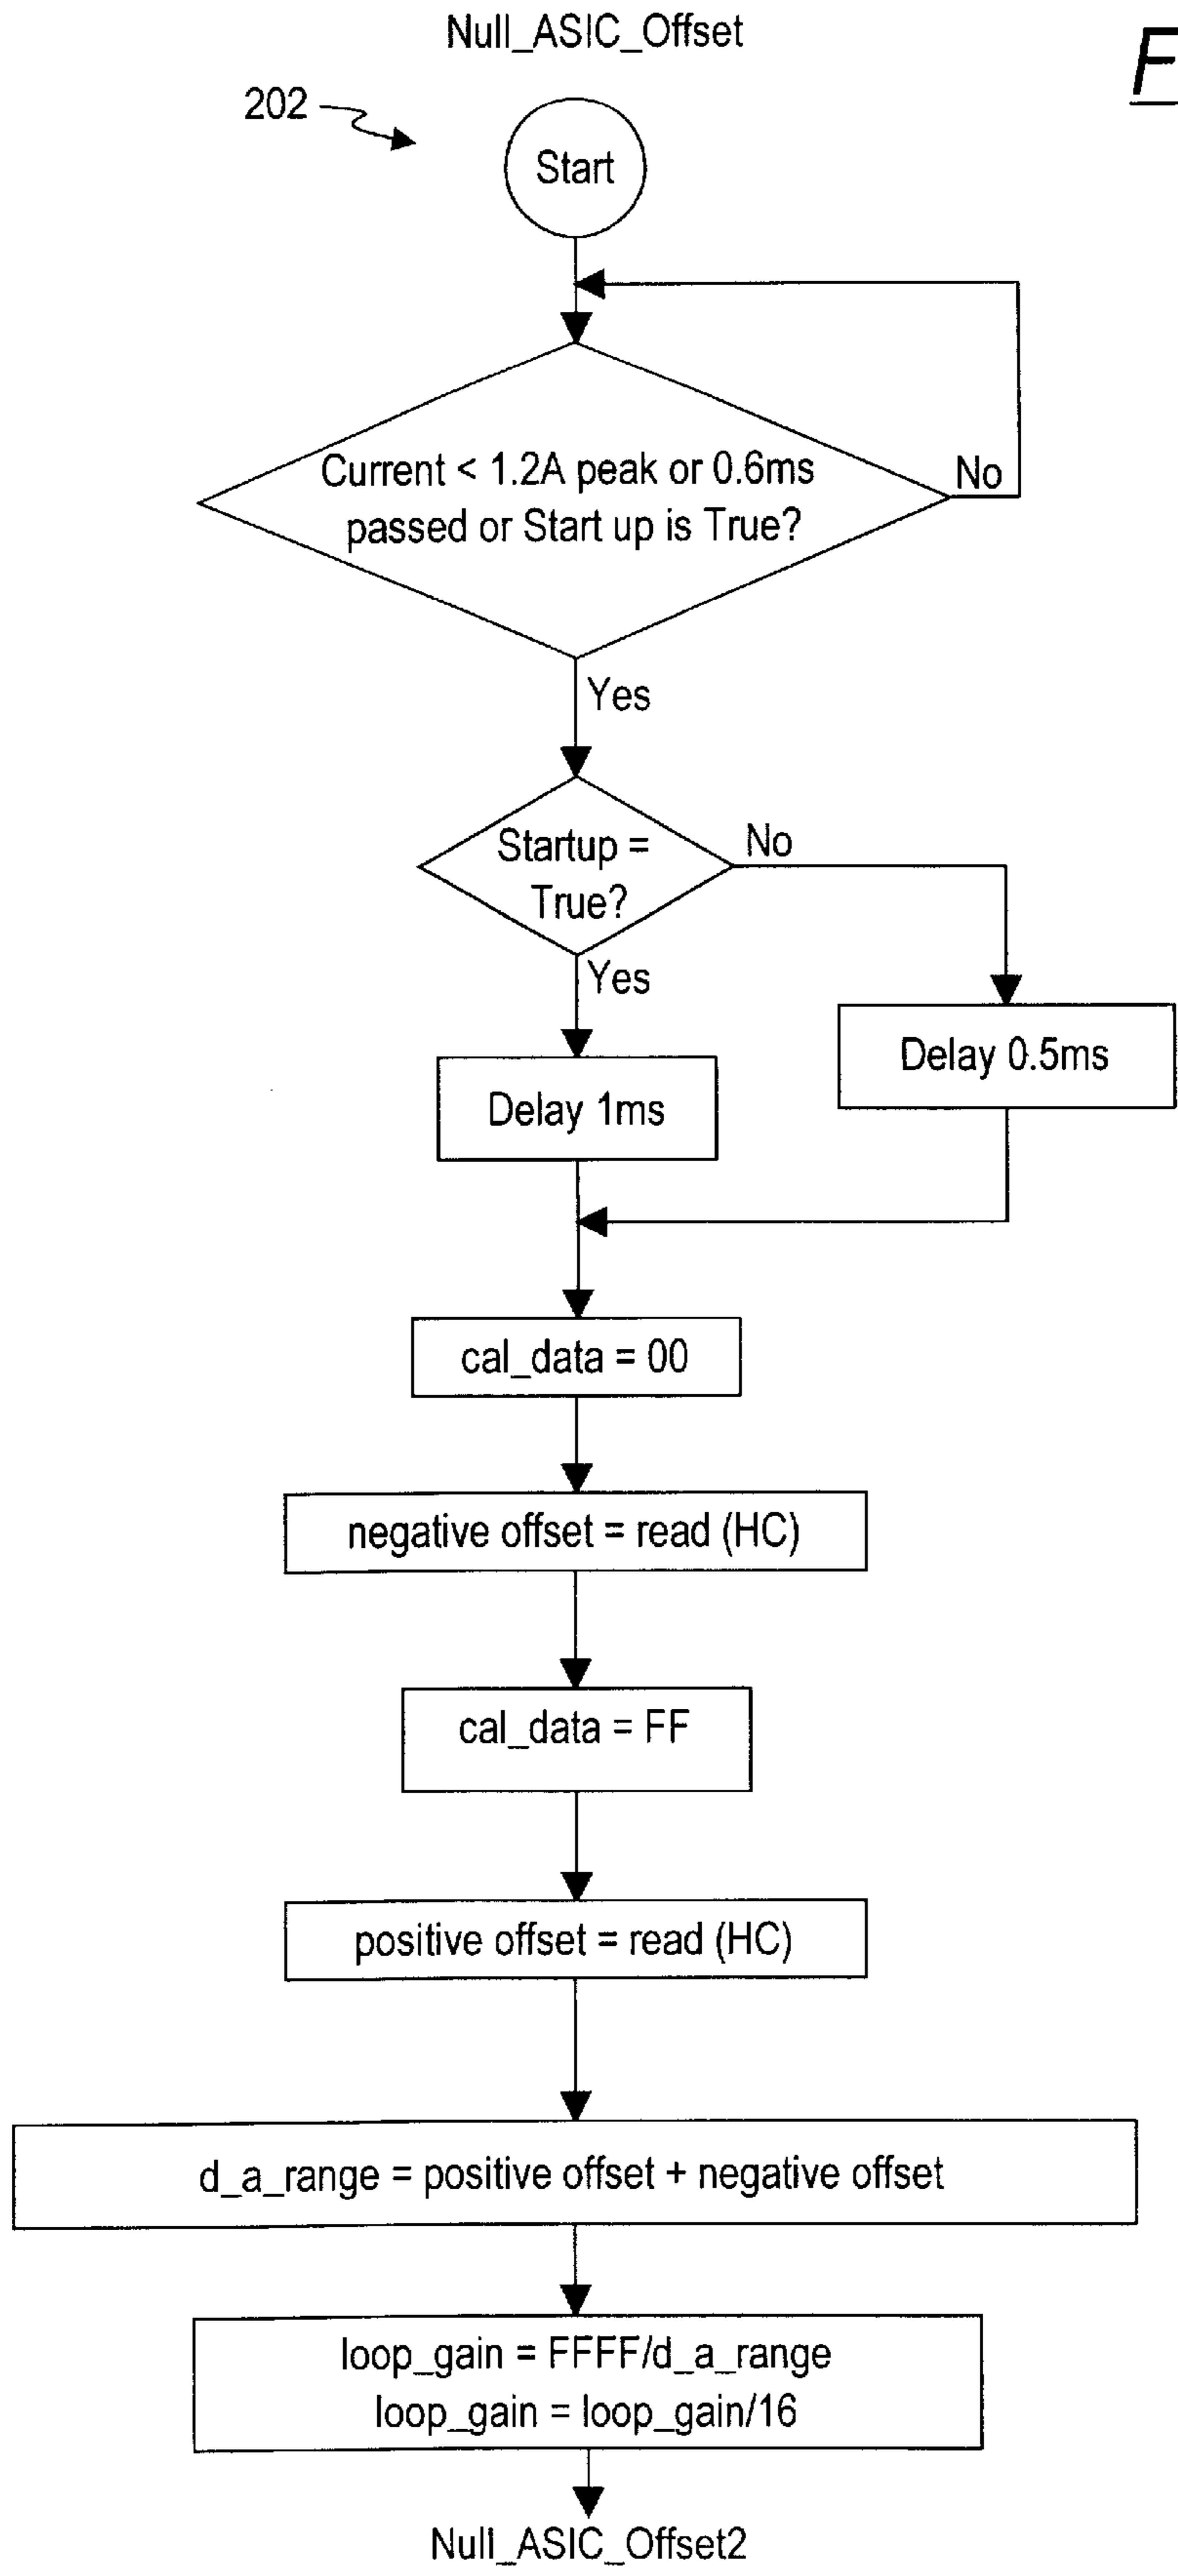 Null_ASIC_Offset
F
202
Start
Current < 1.2A peak or 0.6ms
passed or Start up is True?
No
Yes
Startup =
True?
No
Yes
Delay 0.5ms
Delay 1ms
cal_data = 00
negative offset = read (HC)
cal_data = FF
positive offset = read (HC)
d_a_range = positive offset + negative offset
loop_gain = FFFF/d_a_range
loop_gain = loop_gain/16
Null_ASIC_Offset2